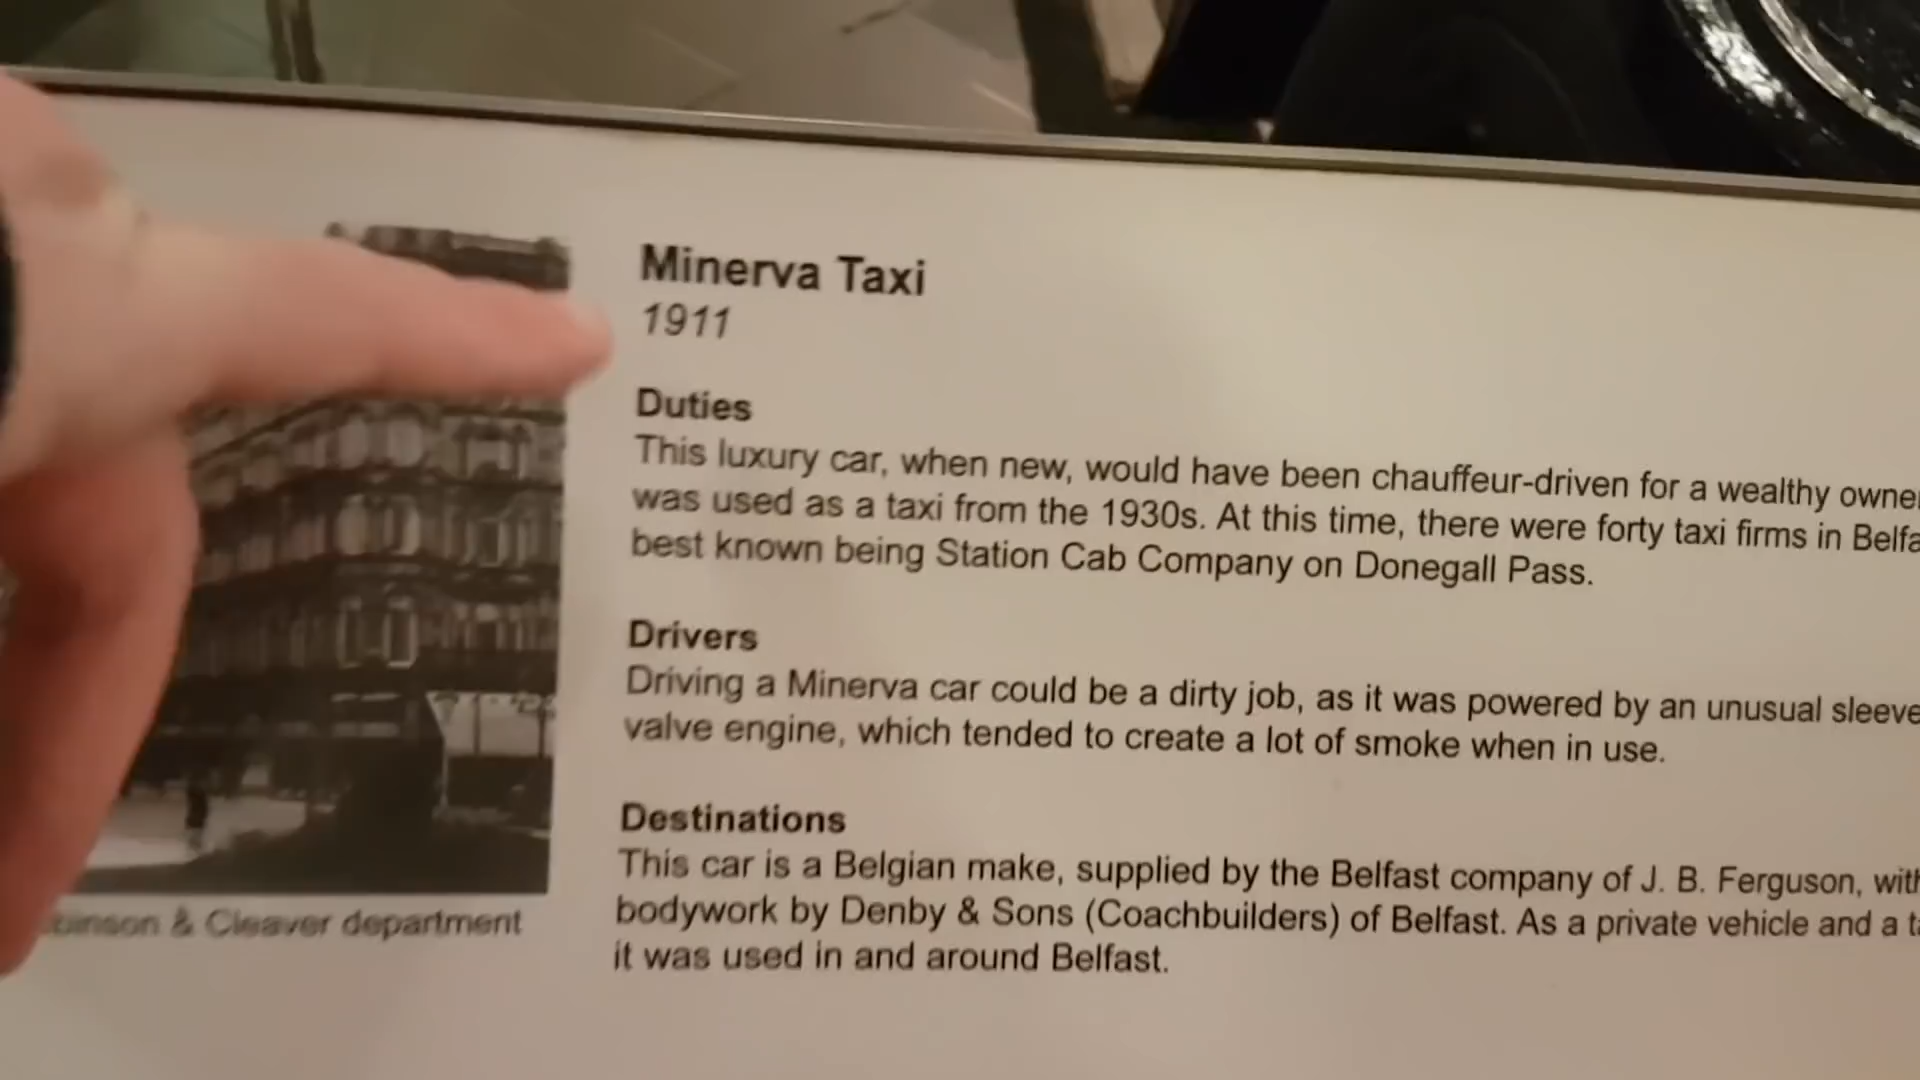 Minerva Taxi
1911
Duties
This luxury car, when new, would have been chauffeur-driven for a wealthy
was used as a taxi from the 1930s. At this time, there were forty taxi firms in
best known being Station Cab Company on Donegall Pass.
Drivers
Driving a Minerva car could be a dirty job, as it was powered by an unusual sleeve
valve engine, which tended to create a lot of smoke when in use.
Destinations
This car is a Belgian make, supplied by the Belfast company of J. B. Ferguson,
bodywork by Denby & Sons (Coachbuilders) of Belfast. As a private vehicle and a
it was used in and around Belfast.
& Cleaver department